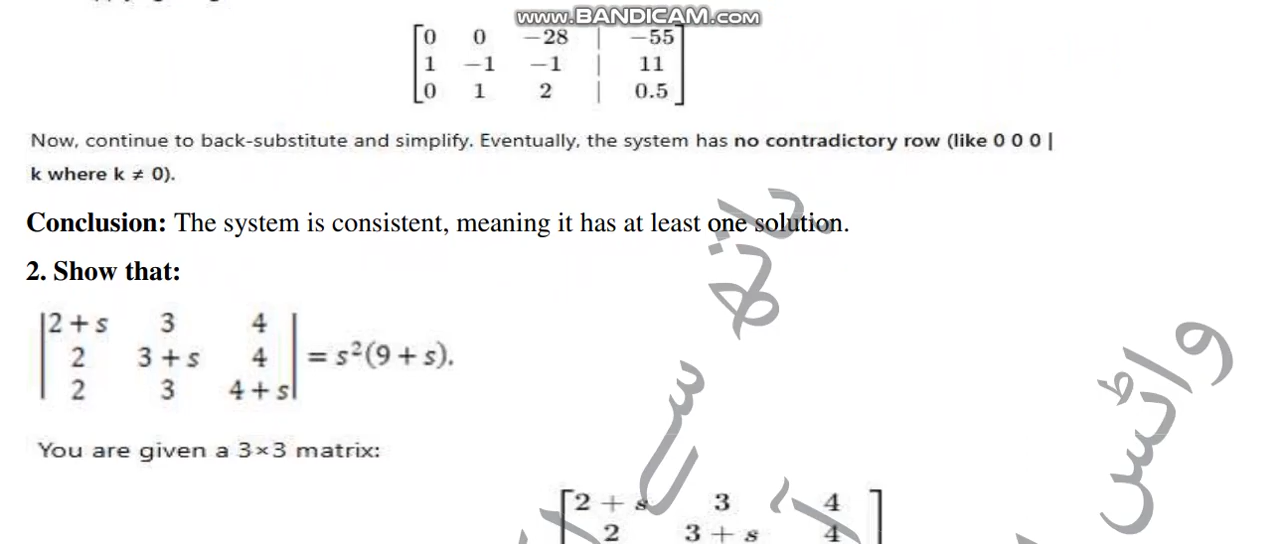 www.BANDICAM.com
0 0 −28 | −55
1 −1 −1 | 11
0 1 2 | 0.5
Now, continue to back-substitute and simplify. Eventually, the system has no contradictory row (like 0 0 0 |
k where k ≠ 0).
Conclusion: The system is consistent, meaning it has at least one solution.
2. Show that:
|2 + s 3 4 |
2 3 + s 4 = s²(9 + s).
2 3 4 + s|
You are given a 3×3 matrix:
2 + s 3 4
2 3 + s 4